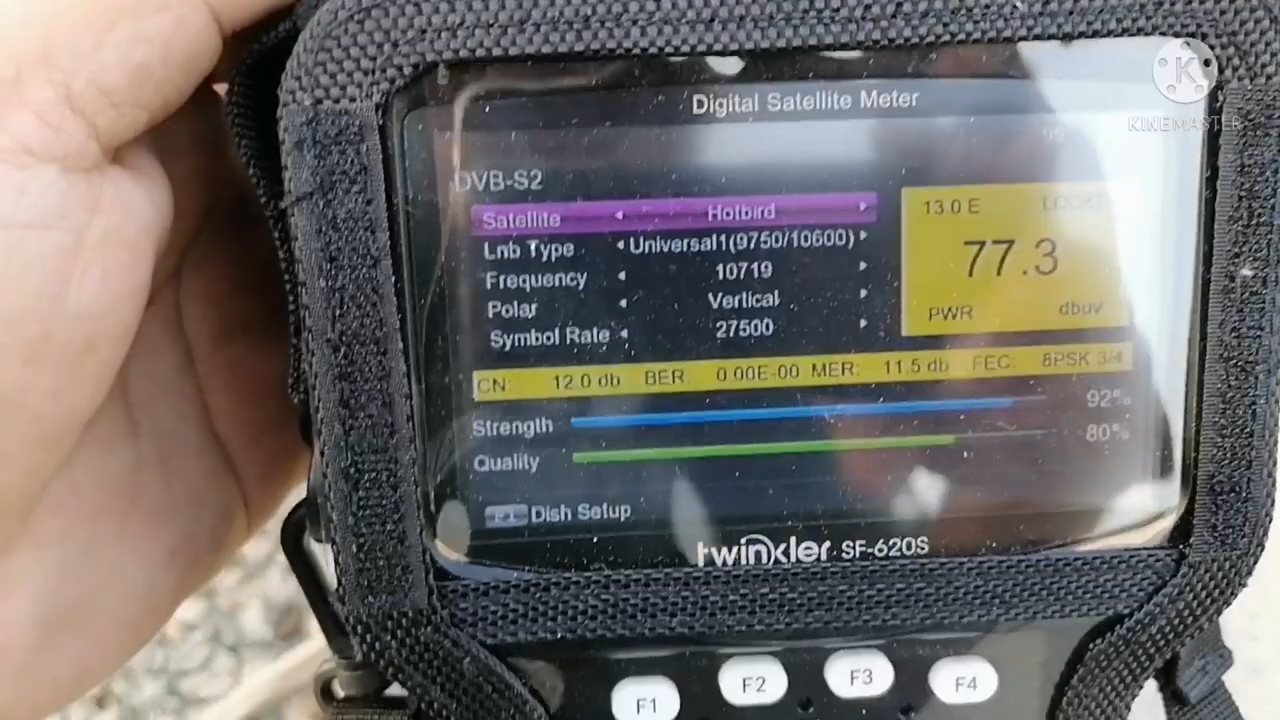 K
KINEMASTER
Digital Satellite Meter
DVB-S2
Satellite Hotbird
Lnb Type Universal1(9750/10600)
Frequency 10719
Polar Vertical
Symbol Rate 27500
13.0 E
77.3
PWR dbuv
CN: 12.0 db BER: 0.00E-00 MER: 11.5 db FEC: 8PSK 3/4
Strength 92%
Quality 80%
F1 Dish Setup
twinkler SF-620S
F1 F2 F3 F4